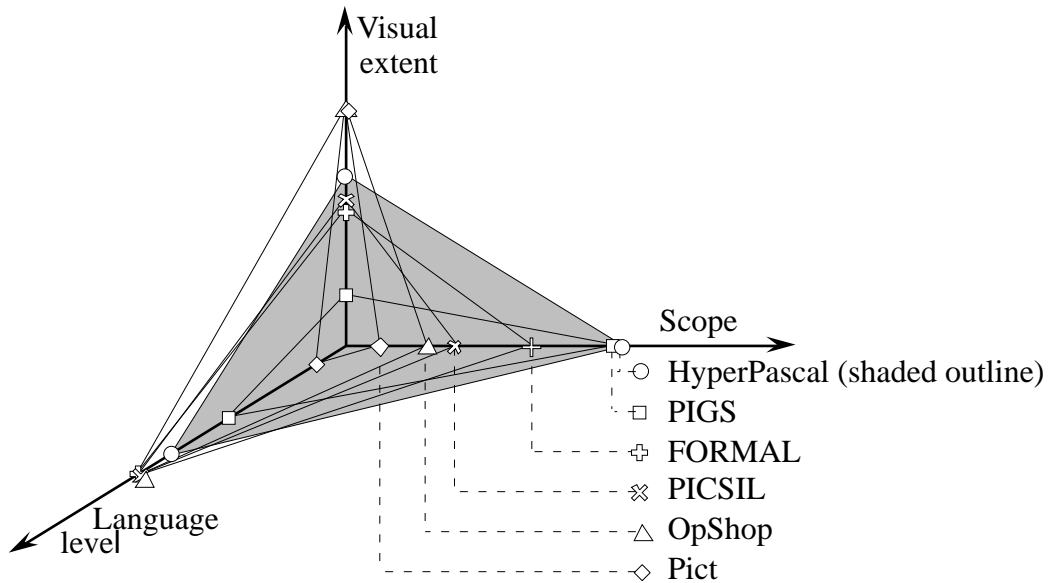 Visual
extent
Scope
HyperPascal (shaded outline)
PIGS
FORMAL
PICSIL
Language
level
OpShop
Pict